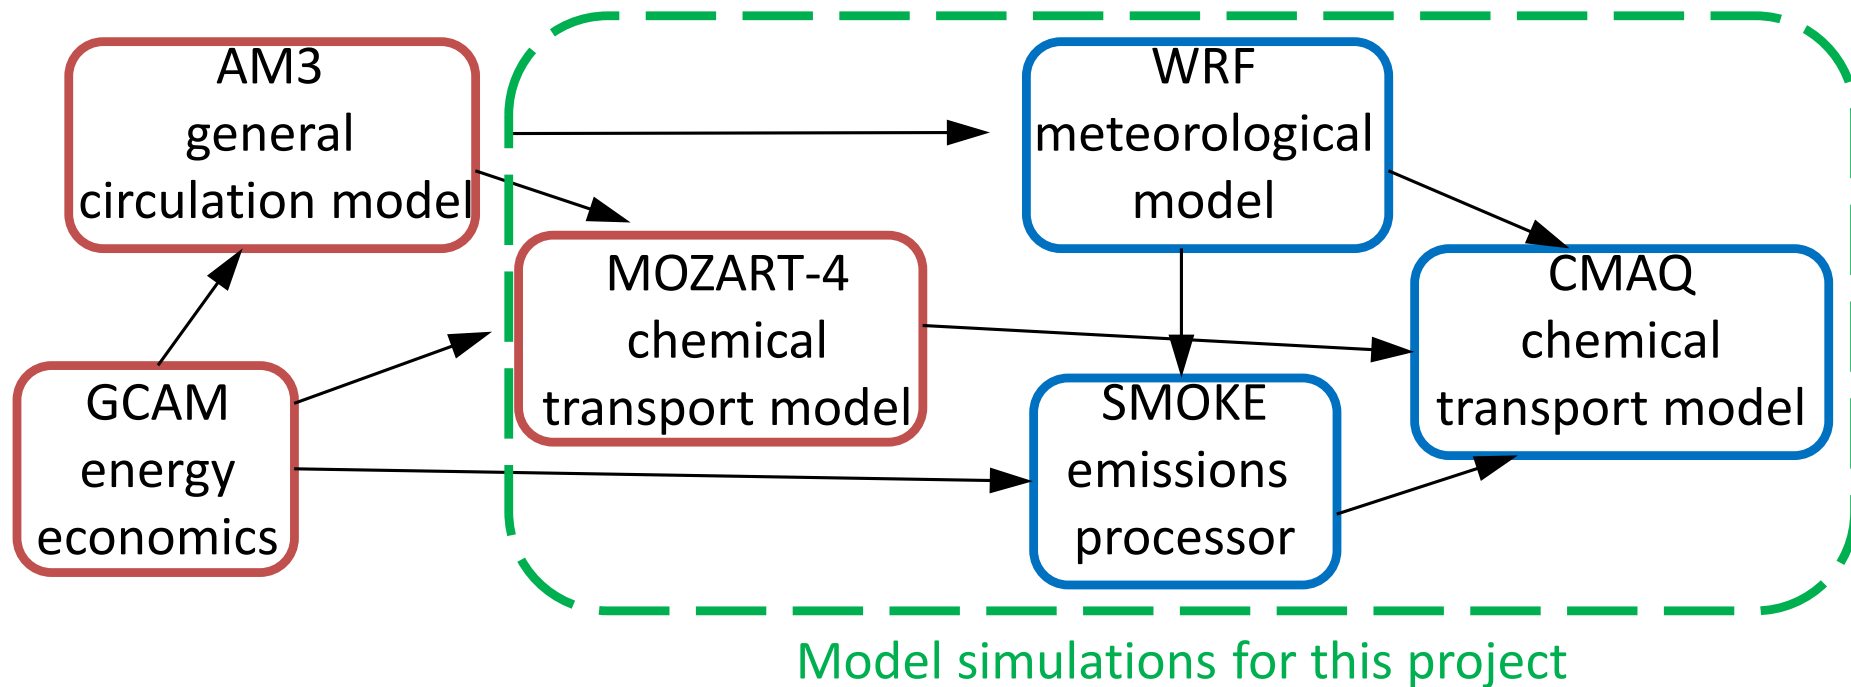 AM3
general
circulation model
WRF
meteorological
model
MOZART-4
chemical
transport model
CMAQ
chemical
transport model
GCAM
energy
economics
SMOKE
emissions
processor
Model simulations for this project